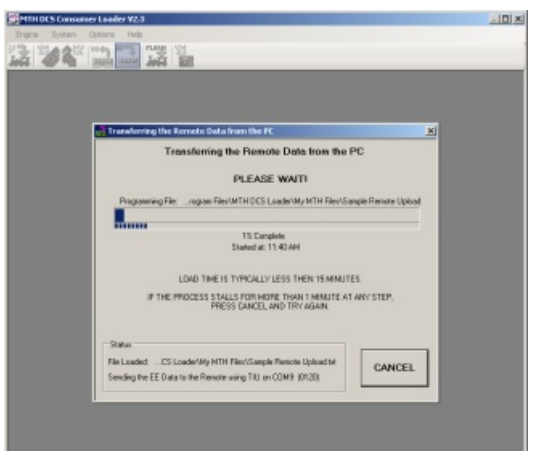 MTH DCS Consumer Loader V2.3
Engine System Options Help
Transferring the Remote Data from the PC
Transferring the Remote Data from the PC
PLEASE WAIT!
Programming File: ...rogram Files\MTH DCS Loader\My MTH Files\Sample Remote Upload
1% Complete
Started at: 11:40 AM
LOAD TIME IS TYPICALLY LESS THEN 15 MINUTES.
IF THE PROCESS STALLS FOR MORE THAN 1 MINUTE AT ANY STEP,
PRESS CANCEL AND TRY AGAIN.
Status
File Loaded: ...CS Loader\My MTH Files\Sample Remote Upload.txt
CANCEL
Sending the EE Data to the Remote using TIU on COM9 (0120)